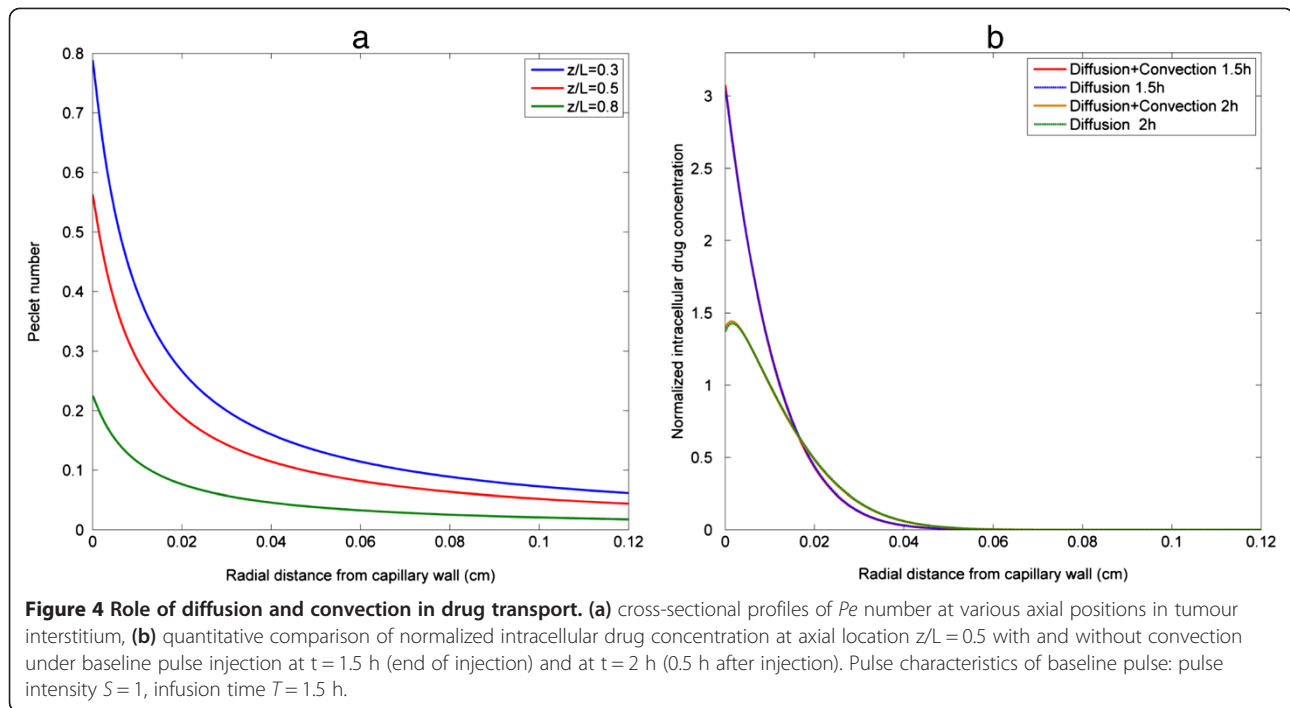 a
0.8
0.7
0.6
0.5
0.4
0.3
0.2
0.1
0
Peclet number
z/L=0.3
z/L=0.5
z/L=0.8
0 0.02 0.04 0.06 0.08 0.1 0.12
Radial distance from capillary wall (cm)
b
3
2.5
2
1.5
1
0.5
0
Normalized intracellular drug concentration
Diffusion+Convection 1.5h
Diffusion 1.5h
Diffusion+Convection 2h
Diffusion 2h
0 0.02 0.04 0.06 0.08 0.1 0.12
Radial distance from capillary wall (cm)
Figure 4 Role of diffusion and convection in drug transport. (a) cross-sectional profiles of Pe number at various axial positions in tumour
interstitium, (b) quantitative comparison of normalized intracellular drug concentration at axial location z/L = 0.5 with and without convection
under baseline pulse injection at t = 1.5 h (end of injection) and at t = 2 h (0.5 h after injection). Pulse characteristics of baseline pulse: pulse
intensity S = 1, infusion time T = 1.5 h.